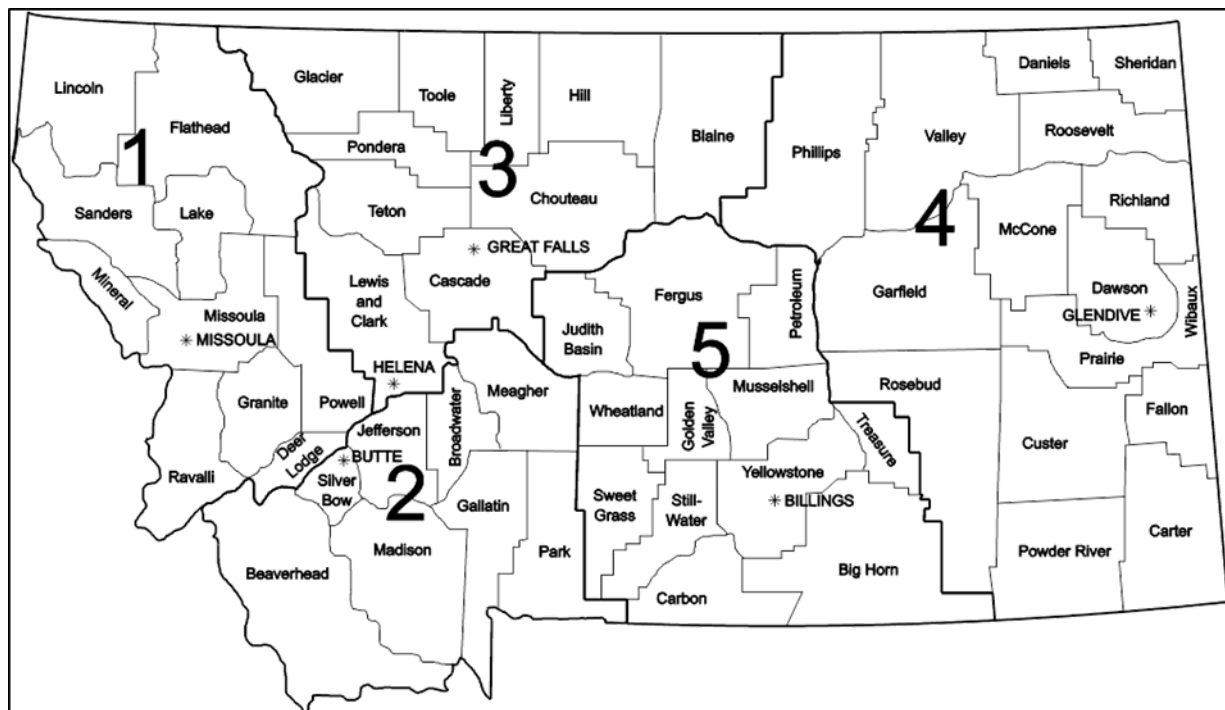 Lincoln
Flathead
1
Sanders
Lake
Mineral
Missoula
MISSOULA
Granite
Powell
Deer
Lodge
Ravalli
Glacier
Toole
Liberty
Hill
Blaine
Pondera
3
Chouteau
Teton
GREAT FALLS
Cascade
Lewis
and
Clark
HELENA
Jefferson
Broadwater
Meagher
BUTTE
Silver
Bow
2
Gallatin
Madison
Park
Beaverhead
Fergus
Petroleum
Judith
Basin
5
Wheatland
Golden
Valley
Musselshell
Treasure
Yellowstone
BILLINGS
Sweet
Grass
Still-
Water
Carbon
Big Horn
Daniels
Sheridan
Phillips
Valley
Roosevelt
Richland
4
McCone
Garfield
Dawson
GLENDIVE
Wibaux
Prairie
Rosebud
Custer
Fallon
Powder River
Carter